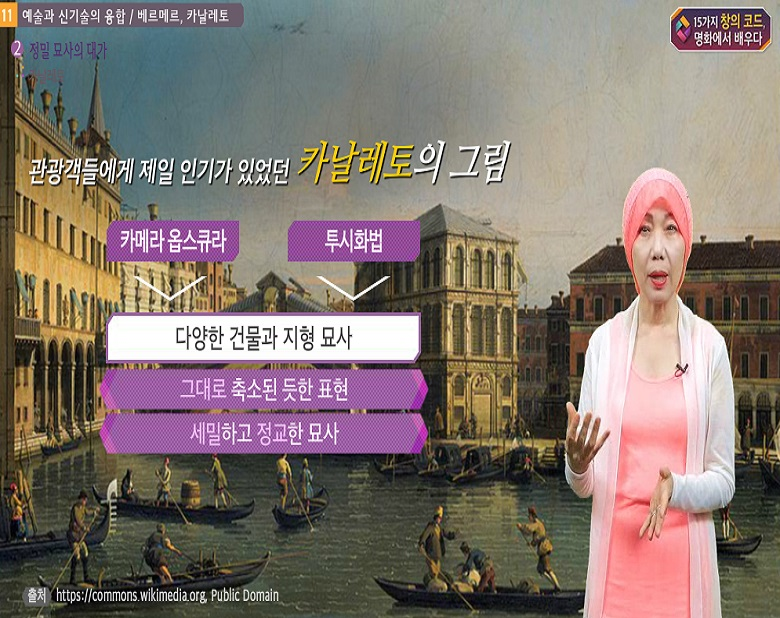 11 예술과 신기술의 융합 / 베르메르, 카날레토
15가지 창의 코드,
명화에서 배우다
2 정밀 묘사의 대가
관광객들에게 제일 인기가 있었던 카날레토의 그림
카메라 옵스큐라
투시화법
다양한 건물과 지형 묘사
그대로 축소된 듯한 표현
세밀하고 정교한 묘사
출처 https://commons.wikimedia.org, Public Domain